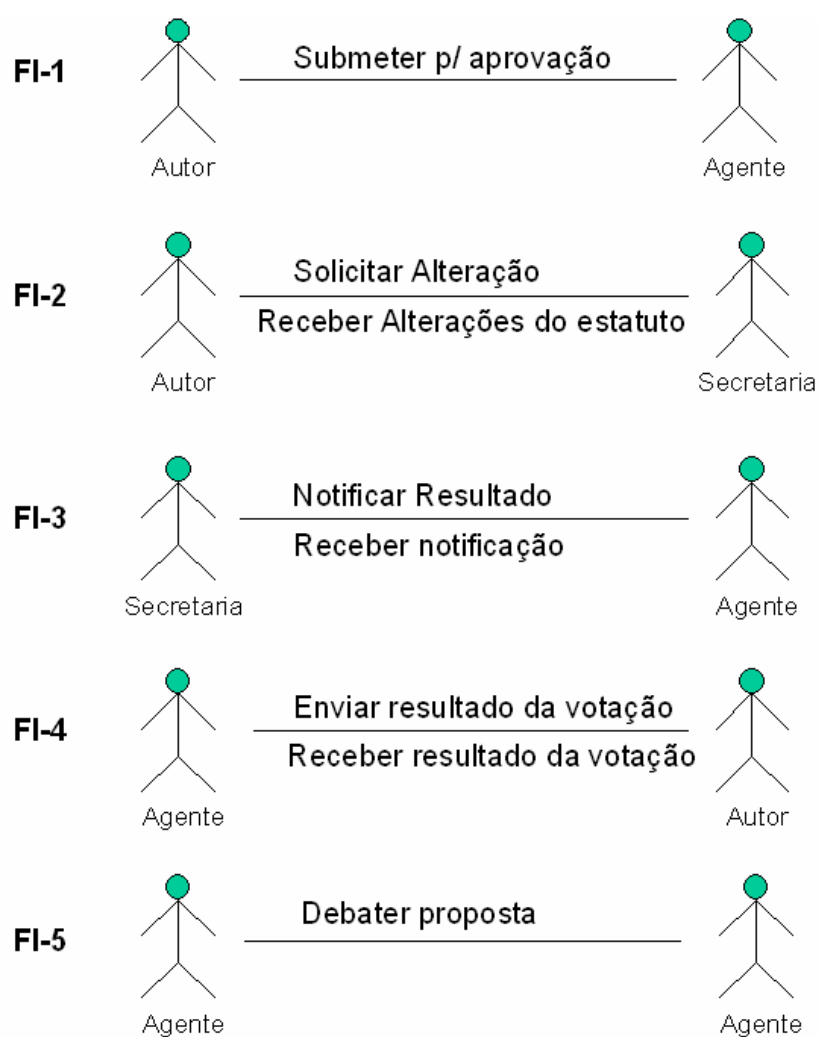 Submeter p/ aprovação
FI-1
Autor
Agente
Solicitar Alteração
FI-2
Receber Alterações do estatuto
Autor
Secretaria
Notificar Resultado
FI-3
Receber notificação
Secretaria
Agente
Enviar resultado da votação
FI-4
Receber resultado da votação
Agente
Autor
Debater proposta
FI-5
Agente
Agente